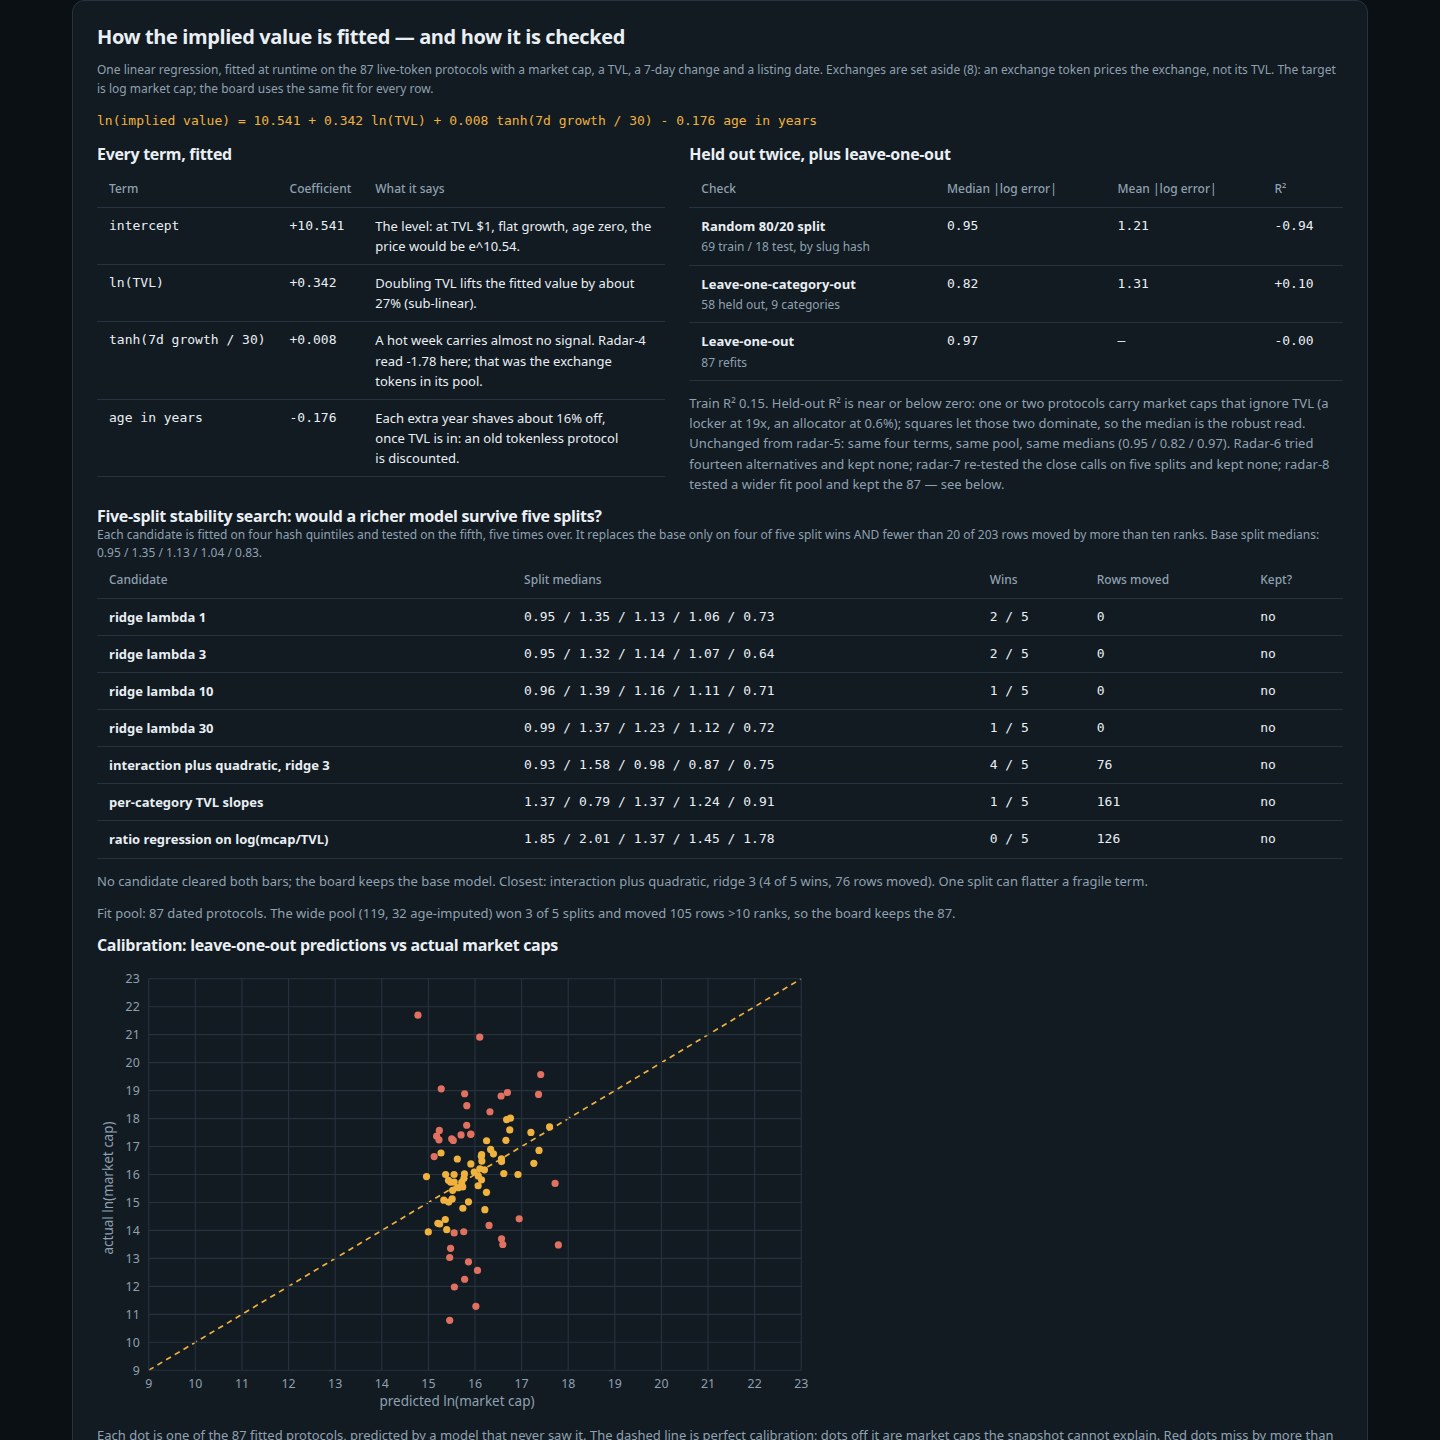 How the implied value is fitted — and how it is checked
One linear regression, fitted at runtime on the 87 live-token protocols with a market cap, a TVL, a 7-day change and a listing date. Exchanges are set aside (8): an exchange token prices the exchange, not its TVL. The target
is log market cap; the board uses the same fit for every row.
ln(implied value) = 10.541 + 0.342 ln(TVL) + 0.008 tanh(7d growth / 30) - 0.176 age in years
Every term, fitted
Term Coefficient What it says
intercept +10.541 The level: at TVL $1, flat growth, age zero, the
price would be e^10.54.
ln(TVL) +0.342 Doubling TVL lifts the fitted value by about
27% (sub-linear).
tanh(7d growth / 30) +0.008 A hot week carries almost no signal. Radar-4
read -1.78 here; that was the exchange
tokens in its pool.
age in years -0.176 Each extra year shaves about 16% off,
once TVL is in: an old tokenless protocol
is discounted.
Held out twice, plus leave-one-out
Check Median |log error| Mean |log error| R²
Random 80/20 split 0.95 1.21 -0.94
69 train / 18 test, by slug hash
Leave-one-category-out 0.82 1.31 +0.10
58 held out, 9 categories
Leave-one-out 0.97 — -0.00
87 refits
Train R² 0.15. Held-out R² is near or below zero: one or two protocols carry market caps that ignore TVL (a
locker at 19x, an allocator at 0.6%); squares let those two dominate, so the median is the robust read.
Unchanged from radar-5: same four terms, same pool, same medians (0.95 / 0.82 / 0.97). Radar-6 tried
fourteen alternatives and kept none; radar-7 re-tested the close calls on five splits and kept none; radar-8
tested a wider fit pool and kept the 87 — see below.
Five-split stability search: would a richer model survive five splits?
Each candidate is fitted on four hash quintiles and tested on the fifth, five times over. It replaces the base only on four of five split wins AND fewer than 20 of 203 rows moved by more than ten ranks. Base split medians:
0.95 / 1.35 / 1.13 / 1.04 / 0.83.
Candidate Split medians Wins Rows moved Kept?
ridge lambda 1 0.95 / 1.35 / 1.13 / 1.06 / 0.73 2 / 5 0 no
ridge lambda 3 0.95 / 1.32 / 1.14 / 1.07 / 0.64 2 / 5 0 no
ridge lambda 10 0.96 / 1.39 / 1.16 / 1.11 / 0.71 1 / 5 0 no
ridge lambda 30 0.99 / 1.37 / 1.23 / 1.12 / 0.72 1 / 5 0 no
interaction plus quadratic, ridge 3 0.93 / 1.58 / 0.98 / 0.87 / 0.75 4 / 5 76 no
per-category TVL slopes 1.37 / 0.79 / 1.37 / 1.24 / 0.91 1 / 5 161 no
ratio regression on log(mcap/TVL) 1.85 / 2.01 / 1.37 / 1.45 / 1.78 0 / 5 126 no
No candidate cleared both bars; the board keeps the base model. Closest: interaction plus quadratic, ridge 3 (4 of 5 wins, 76 rows moved). One split can flatter a fragile term.
Fit pool: 87 dated protocols. The wide pool (119, 32 age-imputed) won 3 of 5 splits and moved 105 rows >10 ranks, so the board keeps the 87.
Calibration: leave-one-out predictions vs actual market caps
23
22
21
20
19
18
17
16
15
14
13
12
11
10
9
actual ln(market cap)
9 10 11 12 13 14 15 16 17 18 19 20 21 22 23
predicted ln(market cap)
Each dot is one of the 87 fitted protocols, predicted by a model that never saw it. The dashed line is perfect calibration: dots off it are market caps the snapshot cannot explain. Red dots miss by more than